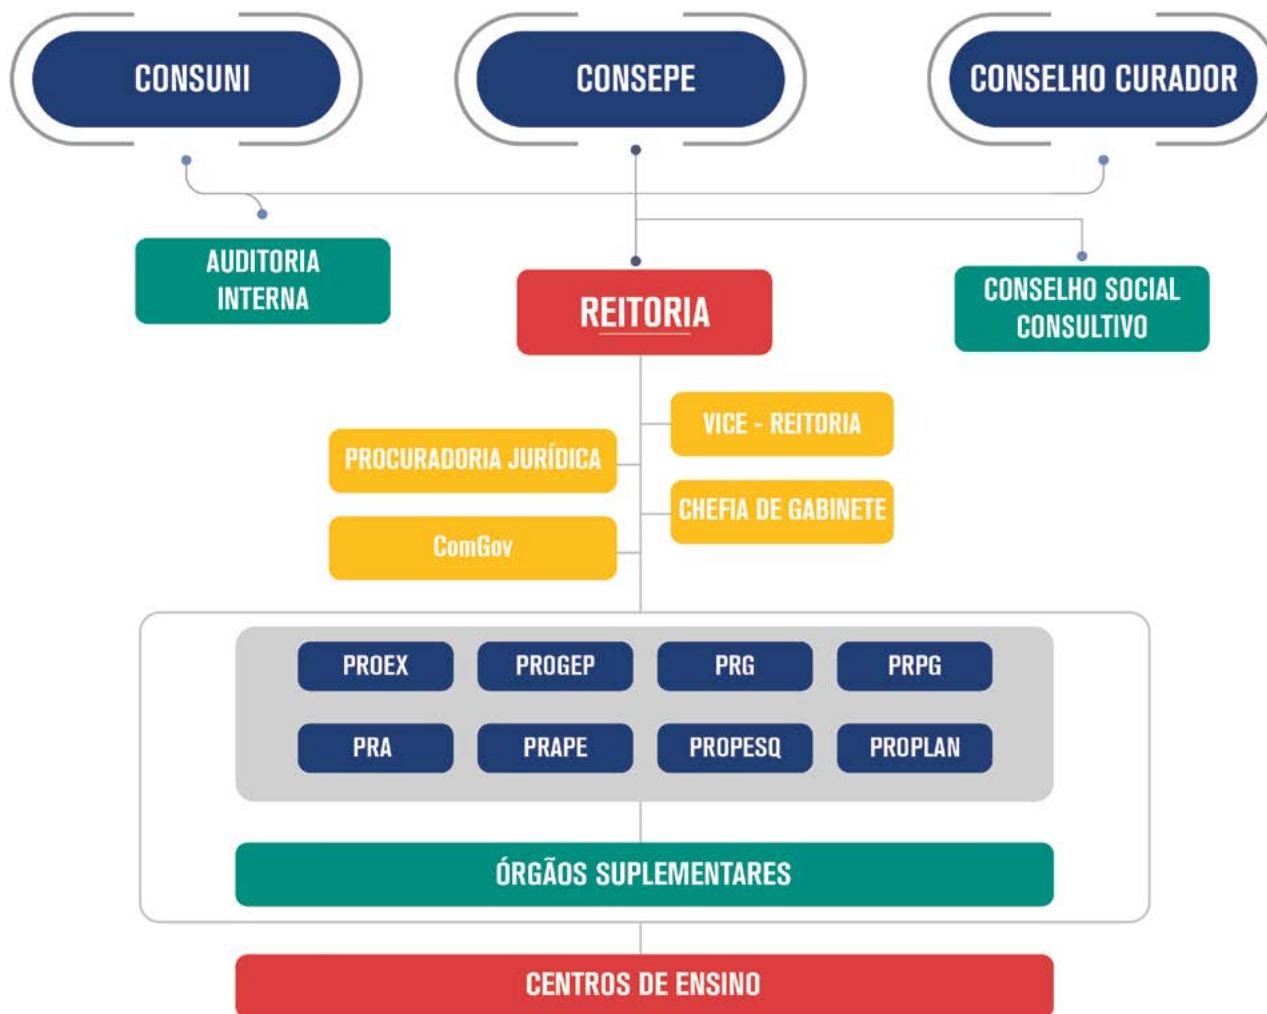 CONSUNI
CONSEPE
CONSELHO CURADOR
AUDITORIA
INTERNA
REITORIA
CONSELHO SOCIAL
CONSULTIVO
VICE - REITORIA
PROCURADORIA JURÍDICA
CHEFIA DE GABINETE
ComGov
PROEX
PROGEP
PRG
PRPG
PRA
PRAPE
PROPESQ
PROPLAN
ÓRGÃOS SUPLEMENTARES
CENTROS DE ENSINO